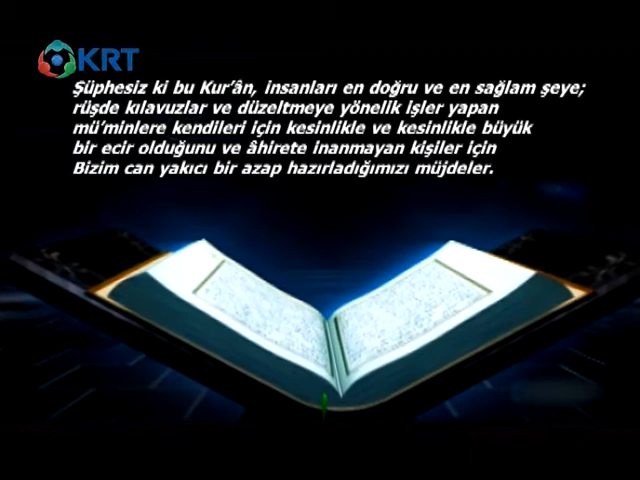 KRT
Şüphesiz ki bu Kur’ân, insanları en doğru ve en sağlam şeye;
rüşde kılavuzlar ve düzeltmeye yönelik işler yapan
mü’minlere kendileri için kesinlikle ve kesinlikle büyük
bir ecir olduğunu ve âhirete inanmayan kişiler için
Bizim can yakıcı bir azap hazırladığımızı müjdeler.